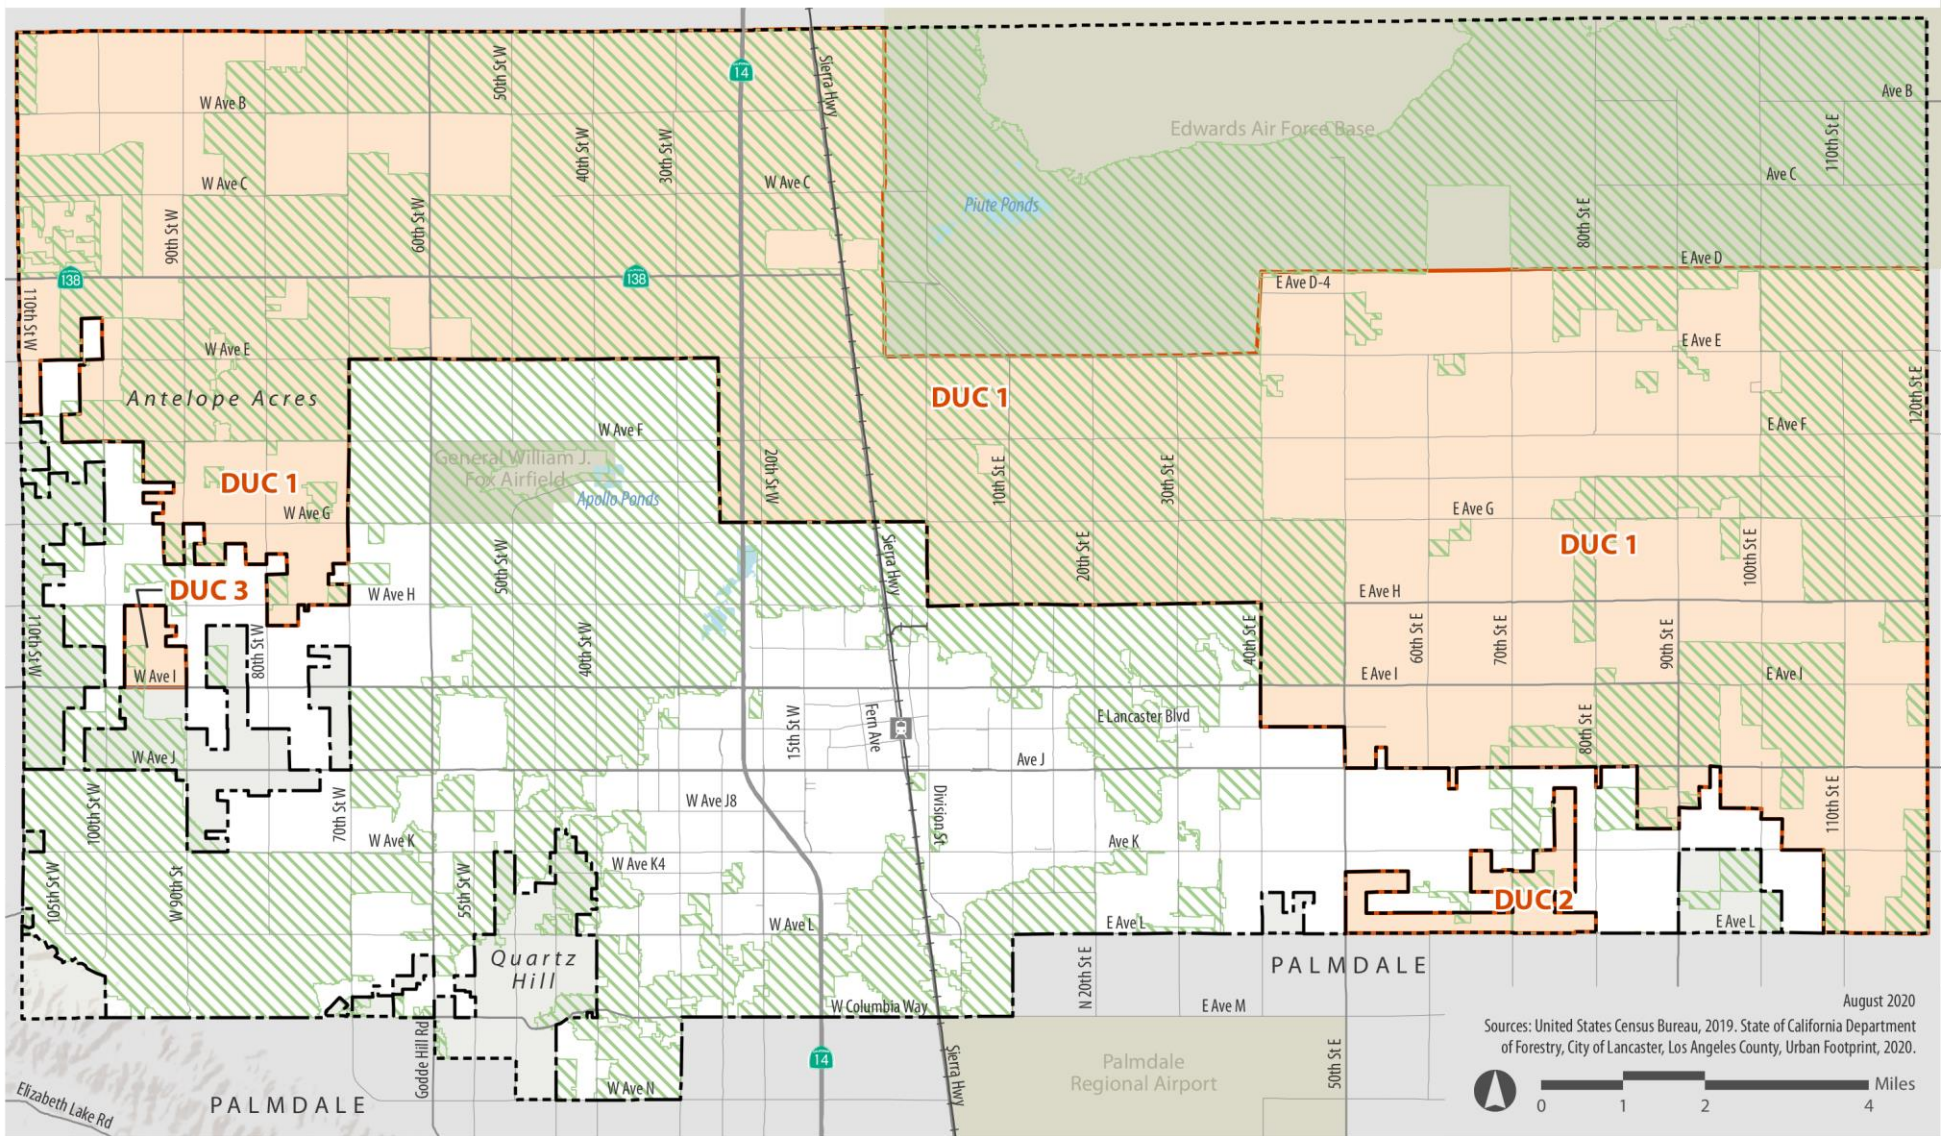 14
Sierra Hwy
50th St W
W Ave B
Ave B
Edwards Air Force Base
110th St E
40th St W
30th St W
W Ave C
W Ave C
Ave C
Piute Ponds
90th St W
60th St W
80th St E
138
138
E Ave D
E Ave D-4
110th St W
W Ave E
E Ave E
Antelope Acres
DUC 1
120th St E
W Ave F
E Ave F
General William J.
Fox Airfield
Apollo Ponds
DUC 1
W Ave G
20th St W
10th St E
30th St E
E Ave G
DUC 1
100th St E
Sierra Hwy
20th St E
50th St W
DUC 3
W Ave H
E Ave H
110th St W
80th St W
40th St W
40th St E
60th St E
70th St E
90th St E
W Ave I
E Ave I
E Ave I
E Lancaster Blvd
15th St W
Fern Ave
80th St E
W Ave J
Ave J
100th St W
70th St W
W Ave J8
Division St
110th St E
W Ave K
Ave K
W Ave K4
105th St W
W 90th St
55th St W
DUC 2
W Ave L
E Ave L
E Ave L
Quartz
Hill
PALMDALE
N 20th St E
W Columbia Way
E Ave M
August 2020
Sources: United States Census Bureau, 2019. State of California Department
of Forestry, City of Lancaster, Los Angeles County, Urban Footprint, 2020.
Godde Hill Rd
14
Sierra Hwy
Palmdale
Regional Airport
50th St E
W Ave N
Elizabeth Lake Rd
PALMDALE
Miles
0 1 2 4